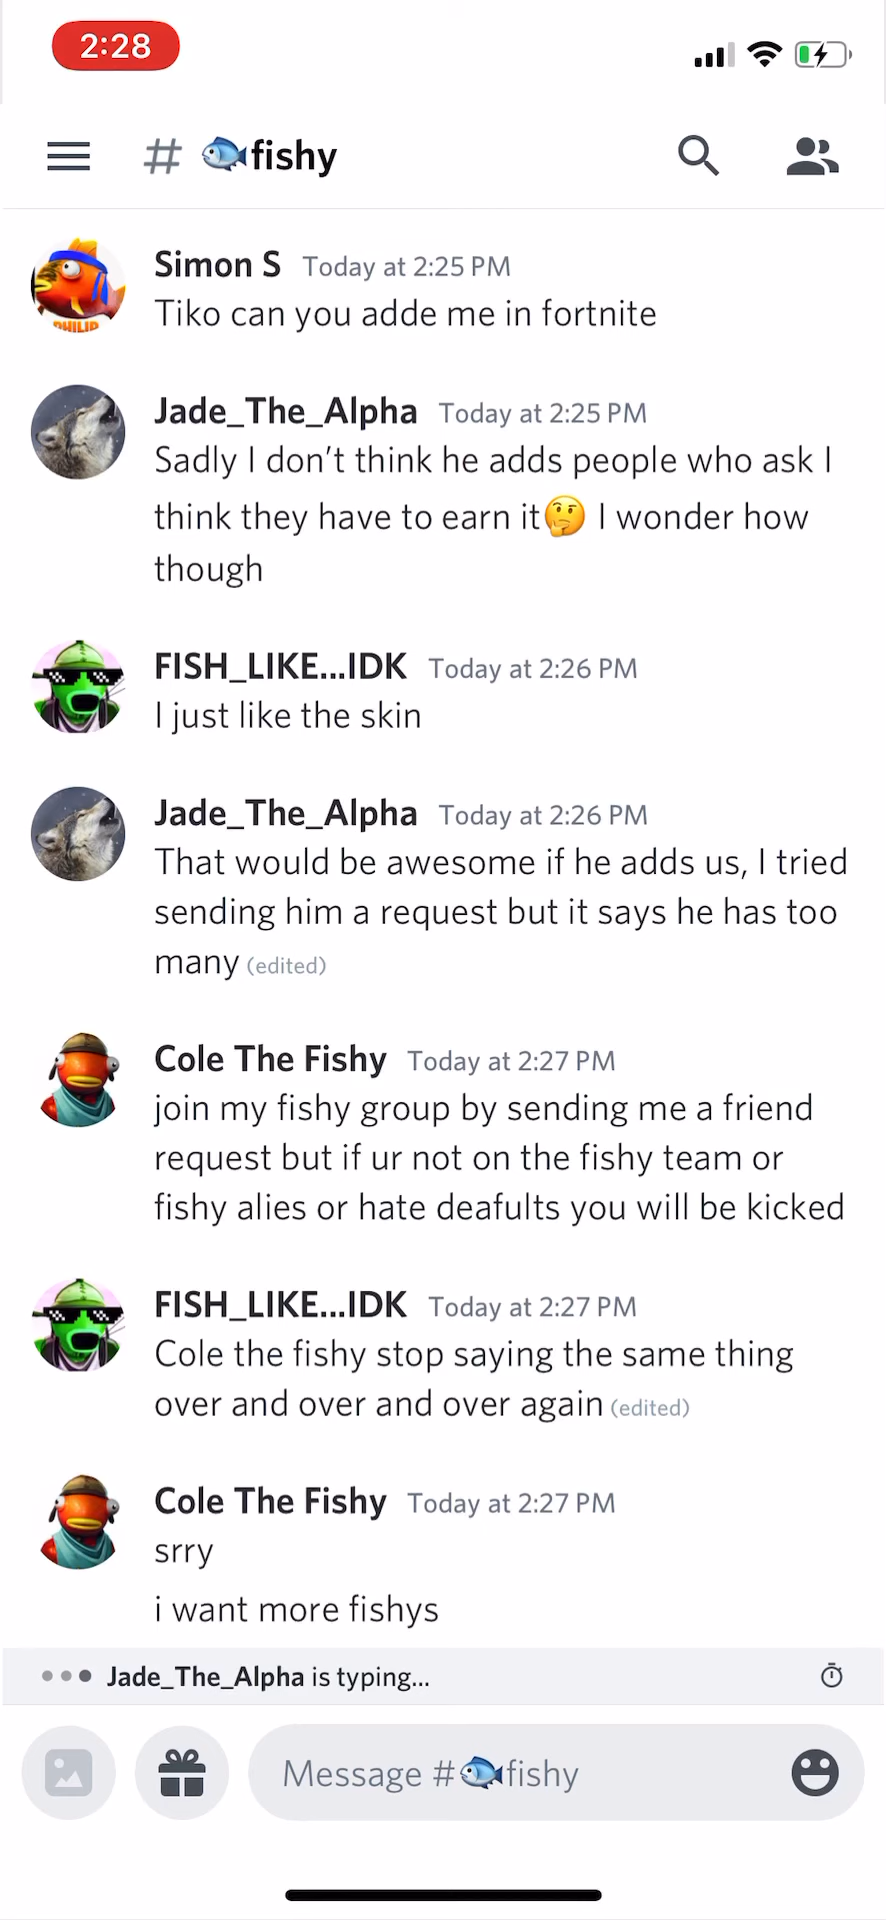 2:28
# 🐟fishy
Simon S Today at 2:25 PM
Tiko can you adde me in fortnite
PHILIP
Jade_The_Alpha Today at 2:25 PM
Sadly I don’t think he adds people who ask I
think they have to earn it🤔 I wonder how
though
FISH_LIKE...IDK Today at 2:26 PM
I just like the skin
Jade_The_Alpha Today at 2:26 PM
That would be awesome if he adds us, I tried
sending him a request but it says he has too
many (edited)
Cole The Fishy Today at 2:27 PM
join my fishy group by sending me a friend
request but if ur not on the fishy team or
fishy alies or hate deafults you will be kicked
FISH_LIKE...IDK Today at 2:27 PM
Cole the fishy stop saying the same thing
over and over and over again (edited)
Cole The Fishy Today at 2:27 PM
srry
i want more fishys
Jade_The_Alpha is typing...
Message #🐟fishy